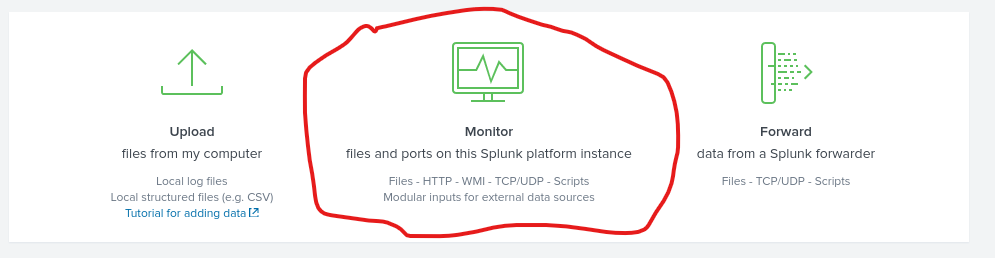 Upload
files from my computer
Local log files
Local structured files (e.g. CSV)
Tutorial for adding data
Monitor
files and ports on this Splunk platform instance
Files - HTTP - WMI - TCP/UDP - Scripts
Modular inputs for external data sources
Forward
data from a Splunk forwarder
Files - TCP/UDP - Scripts